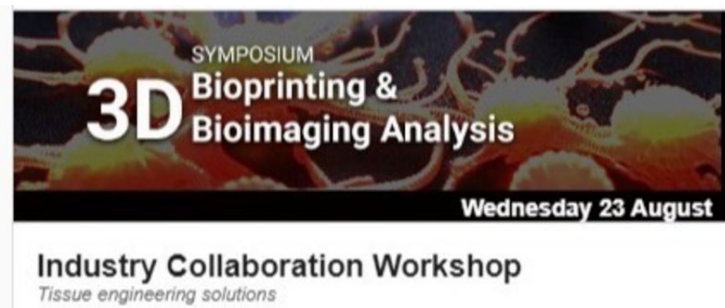 SYMPOSIUM
3D Bioprinting &
Bioimaging Analysis
Wednesday 23 August
Industry Collaboration Workshop
Tissue engineering solutions